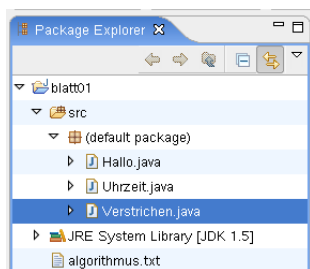 Package Explorer
blatt01
src
(default package)
Hallo.java
Uhrzeit.java
Verstrichen.java
JRE System Library [JDK 1.5]
algorithmus.txt